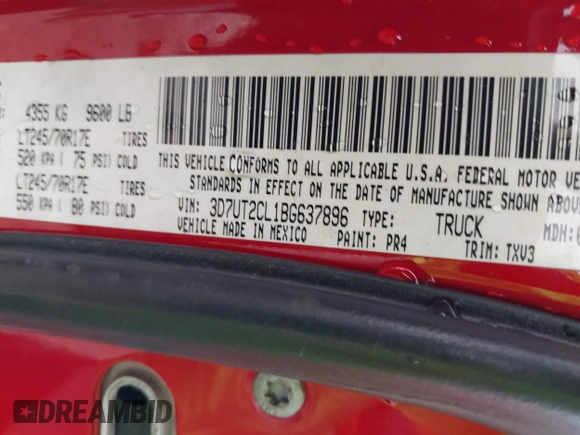 4355 KG 9600 LB
LT245/70R17E TIRES
520 KPA ( 75 PSI) COLD
LT245/70R17E TIRES
550 KPA ( 80 PSI) COLD
THIS VEHICLE CONFORMS TO ALL APPLICABLE U.S.A. FEDERAL MOTOR
STANDARDS IN EFFECT ON THE DATE OF MANUFACTURE SHOWN
VIN: 3D7UT2CL1BG637896 TYPE: TRUCK MDH:
VEHICLE MADE IN MEXICO PAINT: PR4 TRIM: TXV3
DREAMBID